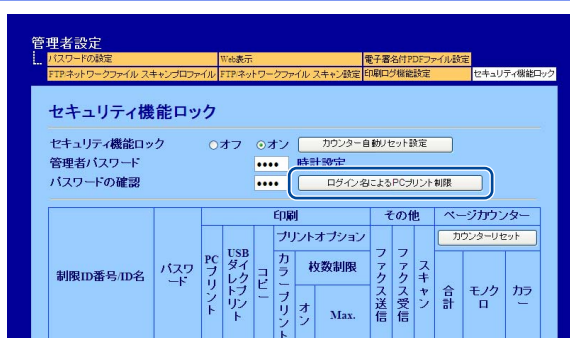 管理者設定
パスワードの設定 Web表示 電子署名付PDFファイル設定
FTP-ネットワークファイル スキャンプロファイル FTP-ネットワークファイル スキャン設定 印刷ログ機能設定 セキュリティ機能ロック
セキュリティ機能ロック
セキュリティ機能ロック オフ オン カウンター自動リセット設定
管理者パスワード •••• 時計設定
パスワードの確認 •••• ログイン名によるPCプリント制限
印刷 その他 ページカウンター
プリントオプション カウンターリセット
制限ID番号/ID名 パスワード PCプリント USBダイレクトプリント コピー カラープリント 枚数制限 オン Max. ファクス送信 ファクス受信 スキャン 合計 モノクロ カラー